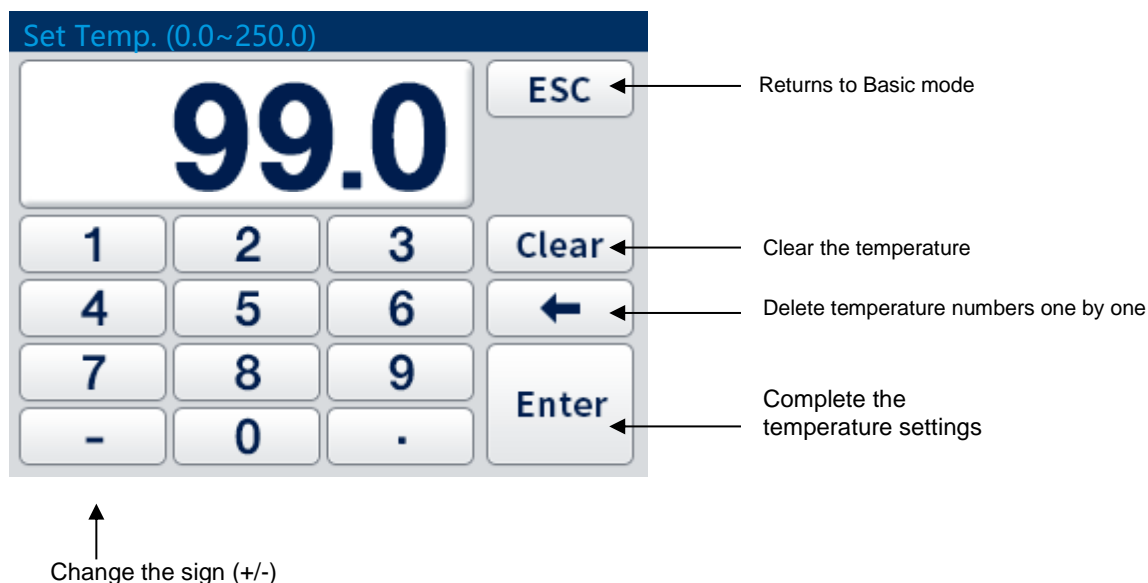 Set Temp. (0.0~250.0)
99.0
ESC
Returns to Basic mode
1 2 3 Clear
Clear the temperature
4 5 6 ←
Delete temperature numbers one by one
7 8 9
Enter
Complete the
temperature settings
- 0 .
Change the sign (+/-)